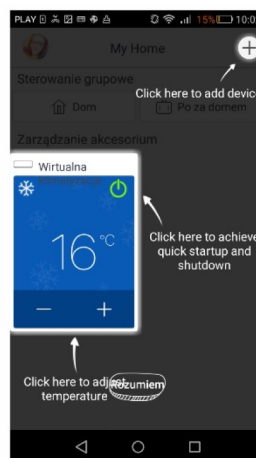 PLAY 15% 10:0
My Home
Sterowanie grupowe
Click here to add device
Dom
Po za domem
Zarządzanie akcesorium
Wirtualna
16°C
Click here to achieve
quick startup and
shutdown
Click here to adjust
temperature
Rozumiem